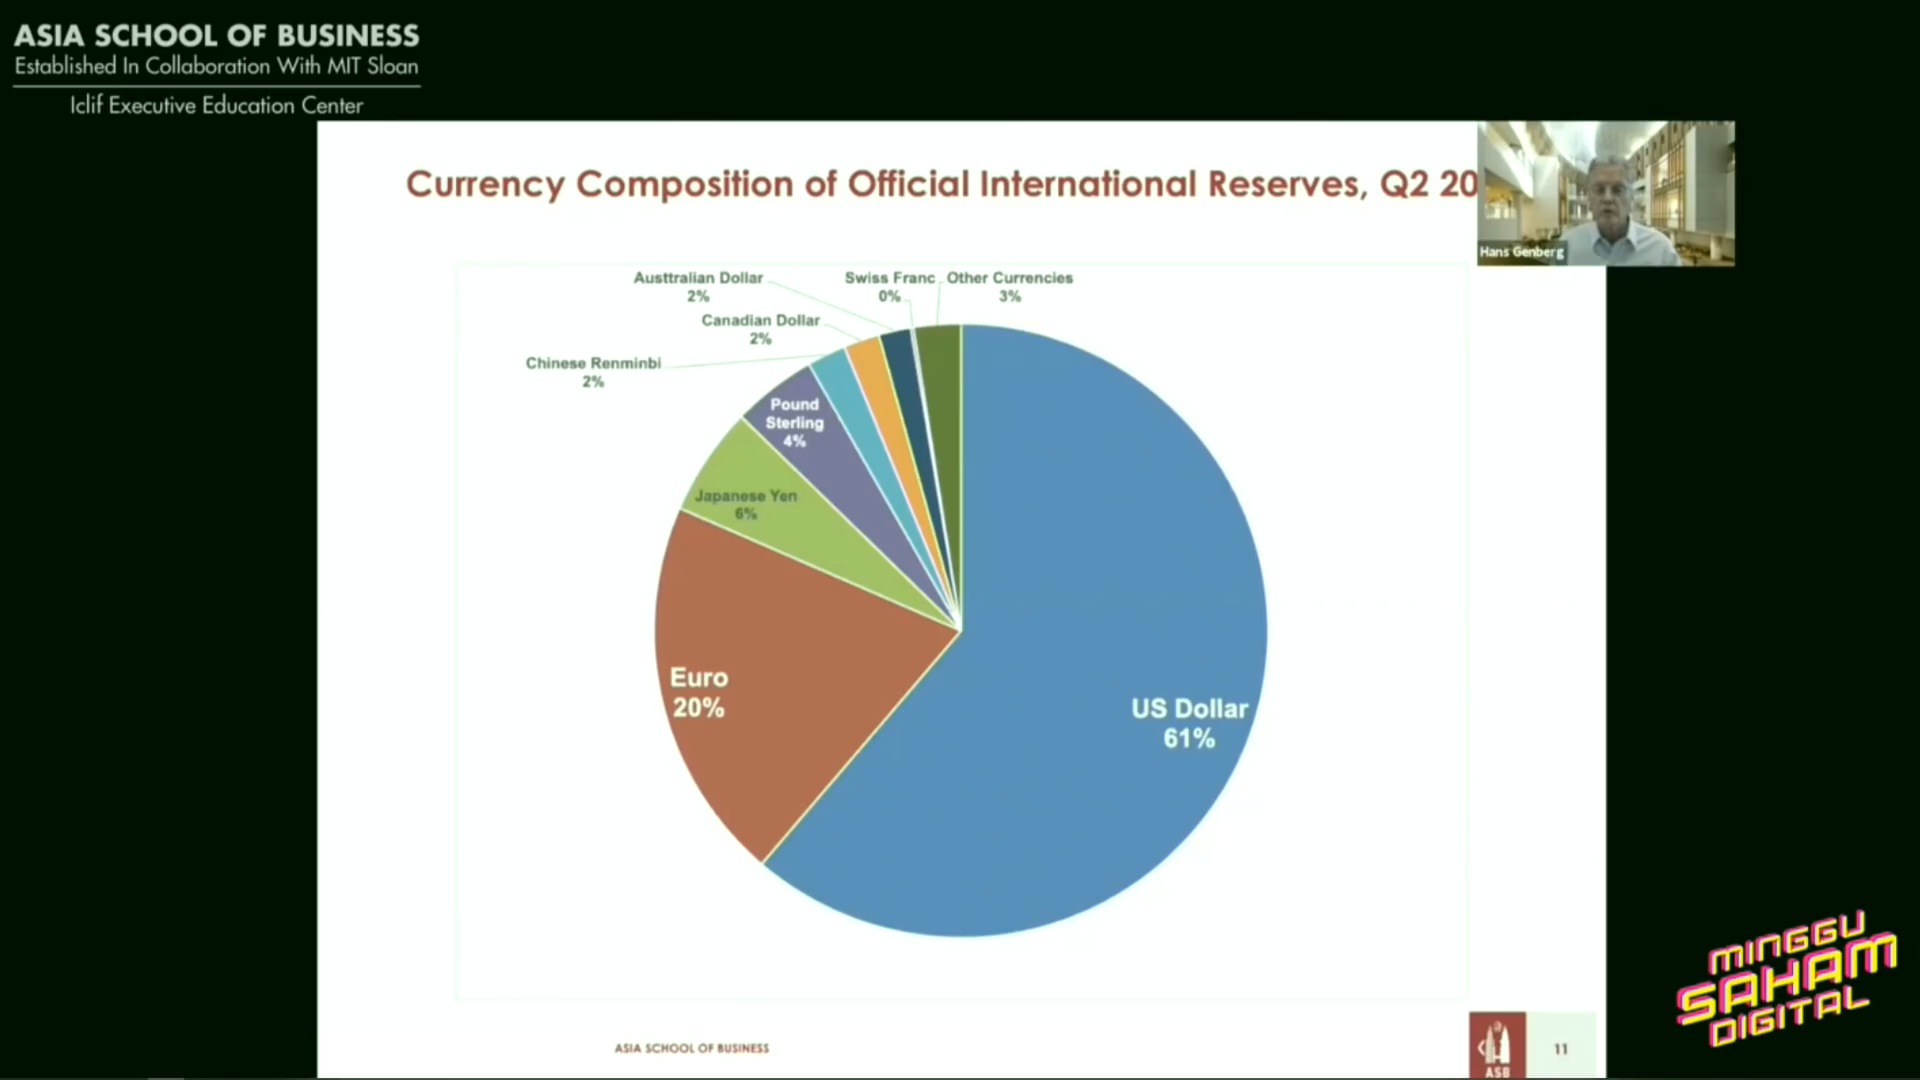 ASIA SCHOOL OF BUSINESS
Established In Collaboration With MIT Sloan
Iclif Executive Education Center
Currency Composition of Official International Reserves, Q2 20
Hans Genberg
Austtralian Dollar
2%
Swiss Franc
0%
Other Currencies
3%
Canadian Dollar
2%
Chinese Renminbi
2%
Pound
Sterling
4%
Japanese Yen
6%
Euro
20%
US Dollar
61%
MINGGU
SAHAM
DIGITAL
ASIA SCHOOL OF BUSINESS
ASB
11